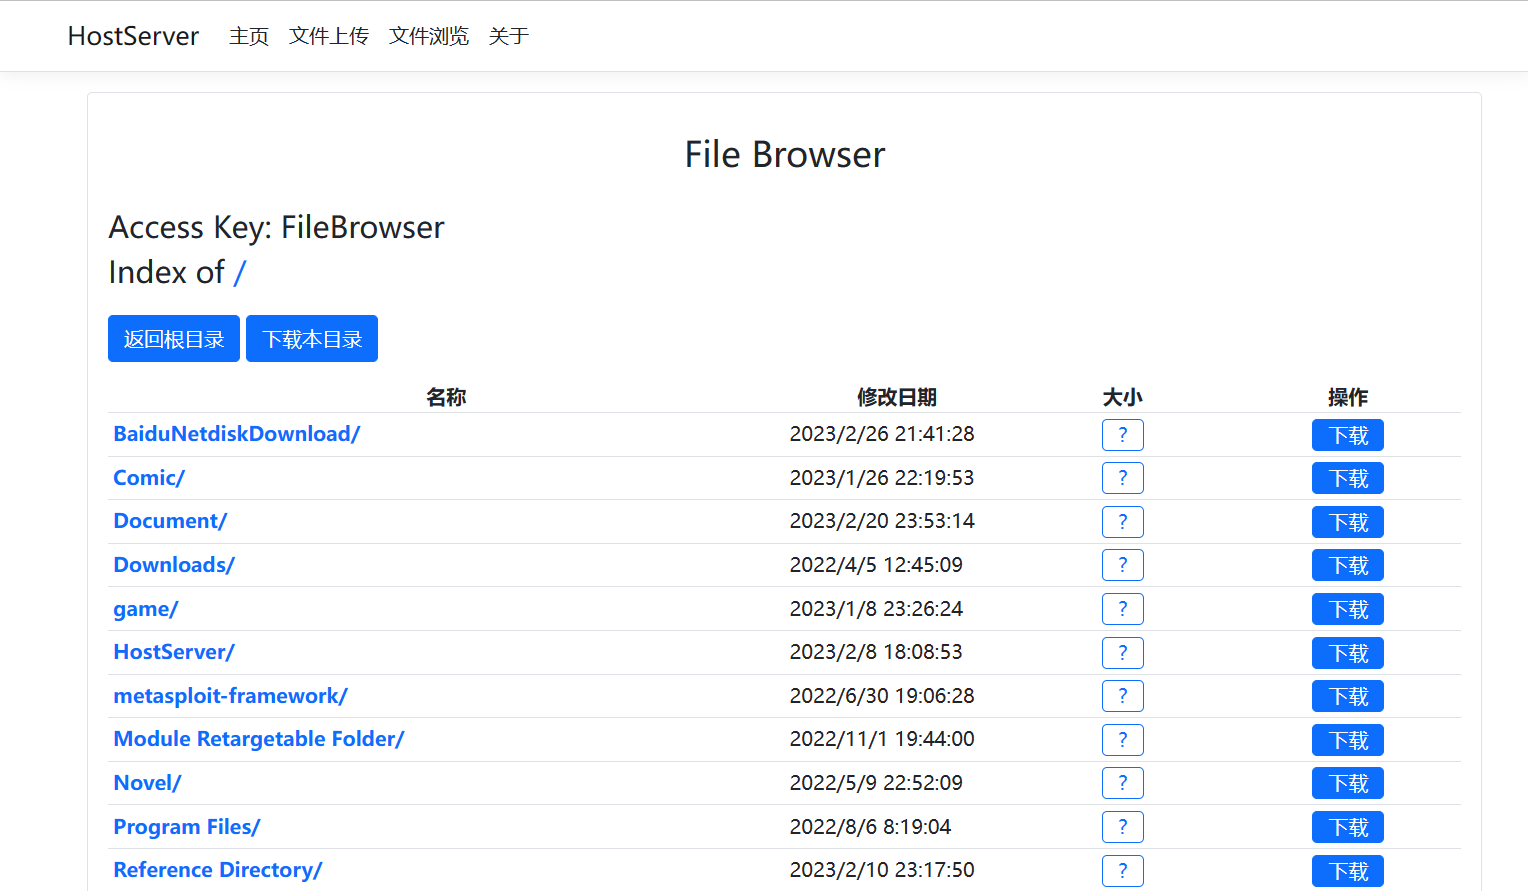 HostServer 主页 文件上传 文件浏览 关于
File Browser
Access Key: FileBrowser
Index of /
返回根目录 下载本目录
名称 修改日期 大小 操作
BaiduNetdiskDownload/ 2023/2/26 21:41:28 ? 下载
Comic/ 2023/1/26 22:19:53 ? 下载
Document/ 2023/2/20 23:53:14 ? 下载
Downloads/ 2022/4/5 12:45:09 ? 下载
game/ 2023/1/8 23:26:24 ? 下载
HostServer/ 2023/2/8 18:08:53 ? 下载
metasploit-framework/ 2022/6/30 19:06:28 ? 下载
Module Retargetable Folder/ 2022/11/1 19:44:00 ? 下载
Novel/ 2022/5/9 22:52:09 ? 下载
Program Files/ 2022/8/6 8:19:04 ? 下载
Reference Directory/ 2023/2/10 23:17:50 ? 下载